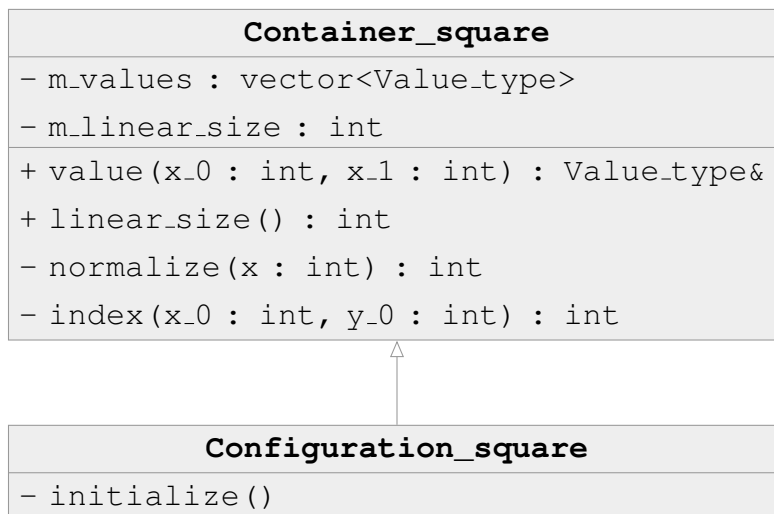 Container_square
- m_values : vector<Value_type>
- m_linear_size : int
+ value(x_0 : int, x_1 : int) : Value_type&
+ linear_size() : int
- normalize(x : int) : int
- index(x_0 : int, y_0 : int) : int
Configuration_square
- initialize()